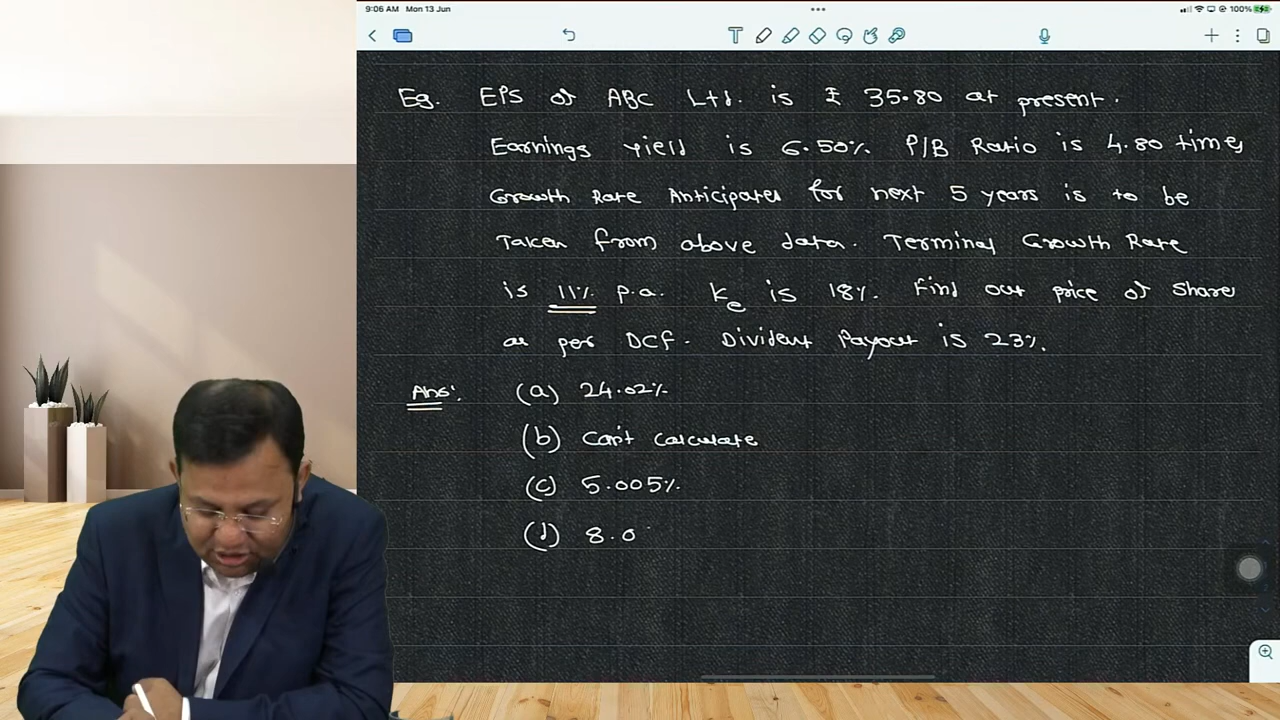 9:06 AM Mon 13 Jun
100%
Eg. EPS of ABC Ltd. is ₹ 35.80 at present.
Earnings Yield is 6.50% P/B Ratio is 4.80 times
Growth Rate Anticipated for next 5 years is to be
Taken from above data. Terminal Growth Rate
is 11% p.a. Ke is 18%. Find out price of Share
as per DCF. Dividend Payout is 23%.
Ans: (a) 24.02%
(b) Can't Calculate
(c) 5.005%
(d) 8.0